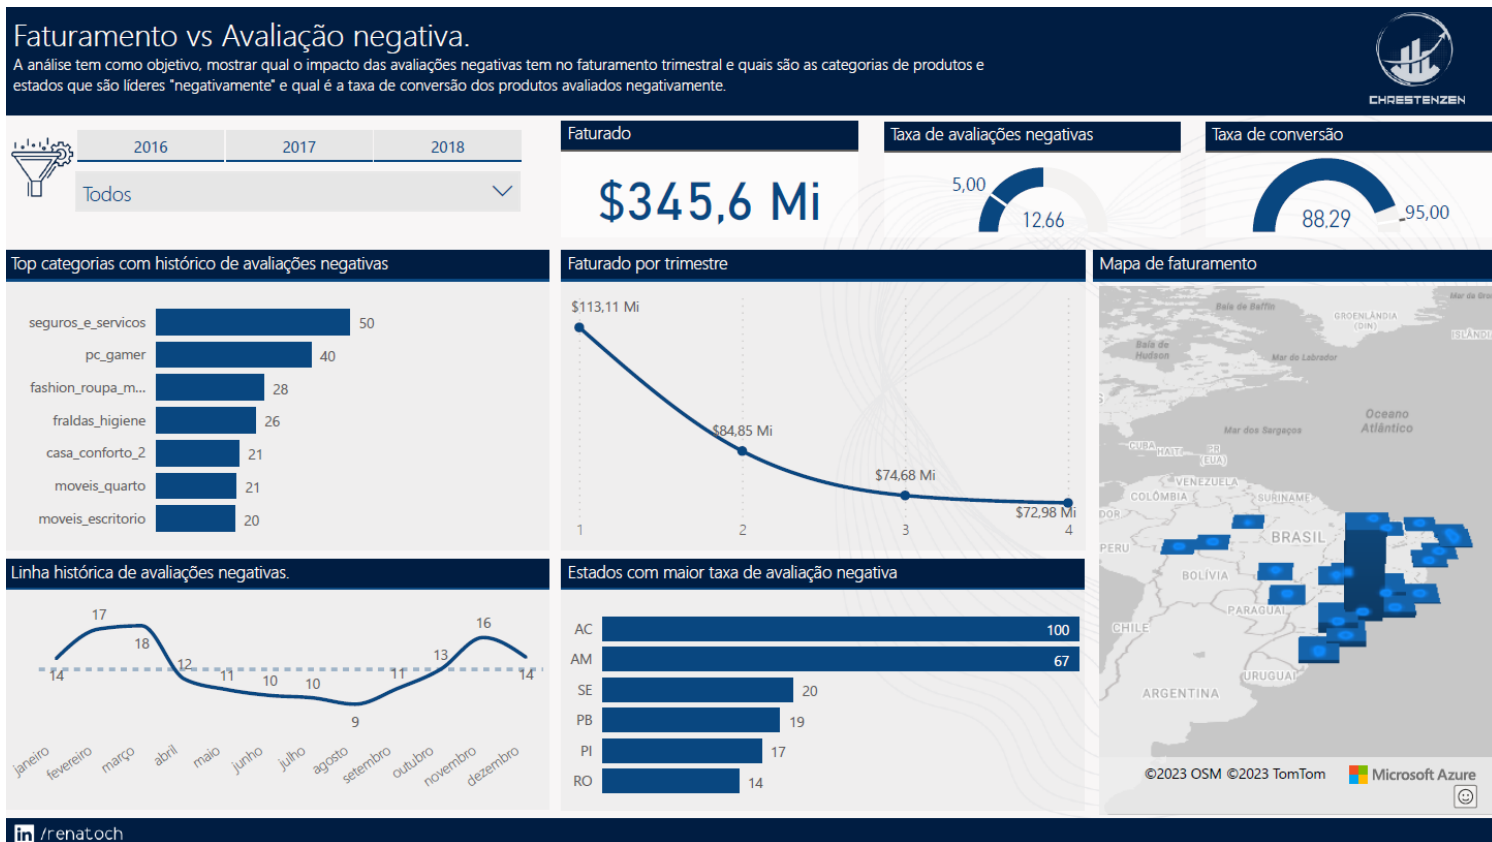 Faturamento vs Avaliação negativa.
A análise tem como objetivo, mostrar qual o impacto das avaliações negativas tem no faturamento trimestral e quais são as categorias de produtos e
estados que são líderes "negativamente" e qual é a taxa de conversão dos produtos avaliados negativamente.
CHRESTENZEN
2016 2017 2018
Todos
Faturado
$345,6 Mi
Taxa de avaliações negativas
5,00
12,66
Taxa de conversão
88,29
95,00
Top categorias com histórico de avaliações negativas
seguros_e_servicos 50
pc_gamer 40
fashion_roupa_m... 28
fraldas_higiene 26
casa_conforto_2 21
moveis_quarto 21
moveis_escritorio 20
Faturado por trimestre
$113,11 Mi
$84,85 Mi
$74,68 Mi
$72,98 Mi
1 2 3 4
Mapa de faturamento
Baía de Baffin
Mar da Gro
GROENLÂNDIA
(DIN)
ISLÂNDI
Baía de
Hudson
Mar do Labrador
Oceano
Atlântico
Mar dos Sargaços
CUBA
HAITI
PR
(EUA)
VENEZUELA
COLÔMBIA
SURINAME
DOR
BRASIL
PERU
BOLÍVIA
PARAGUAI
CHILE
URUGUAI
ARGENTINA
©2023 OSM ©2023 TomTom
Microsoft Azure
Linha histórica de avaliações negativas.
14 17 18 12 11 10 10 9 11 13 16 14
janeiro fevereiro março abril maio junho julho agosto setembro outubro novembro dezembro
Estados com maior taxa de avaliação negativa
AC 100
AM 67
SE 20
PB 19
PI 17
RO 14
in /renatoch